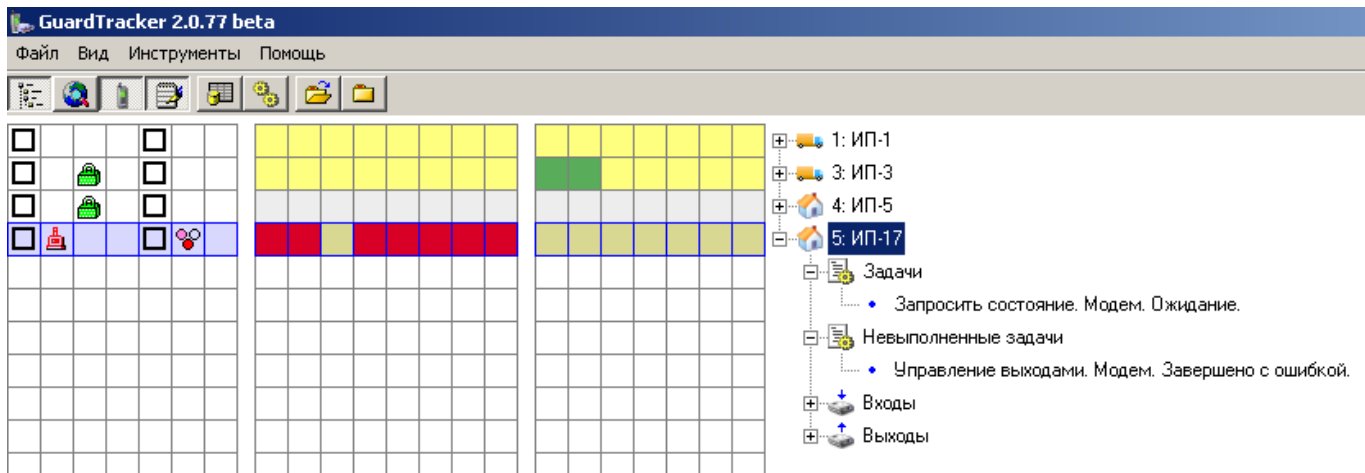 GuardTracker 2.0.77 beta
Файл Вид Инструменты Помощь
1: ИП-1
3: ИП-3
4: ИП-5
5: ИП-17
Задачи
Запросить состояние. Модем. Ожидание.
Невыполненные задачи
Управление выходами. Модем. Завершено с ошибкой.
Входы
Выходы